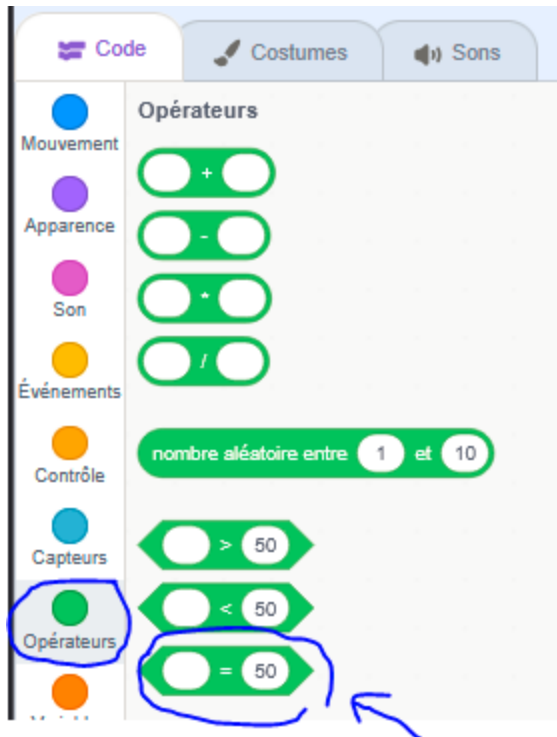 Code Costumes Sons
Mouvement
Apparence
Son
Événements
Contrôle
Capteurs
Opérateurs
Opérateurs
+
-
*
/
nombre aléatoire entre 1 et 10
> 50
< 50
= 50